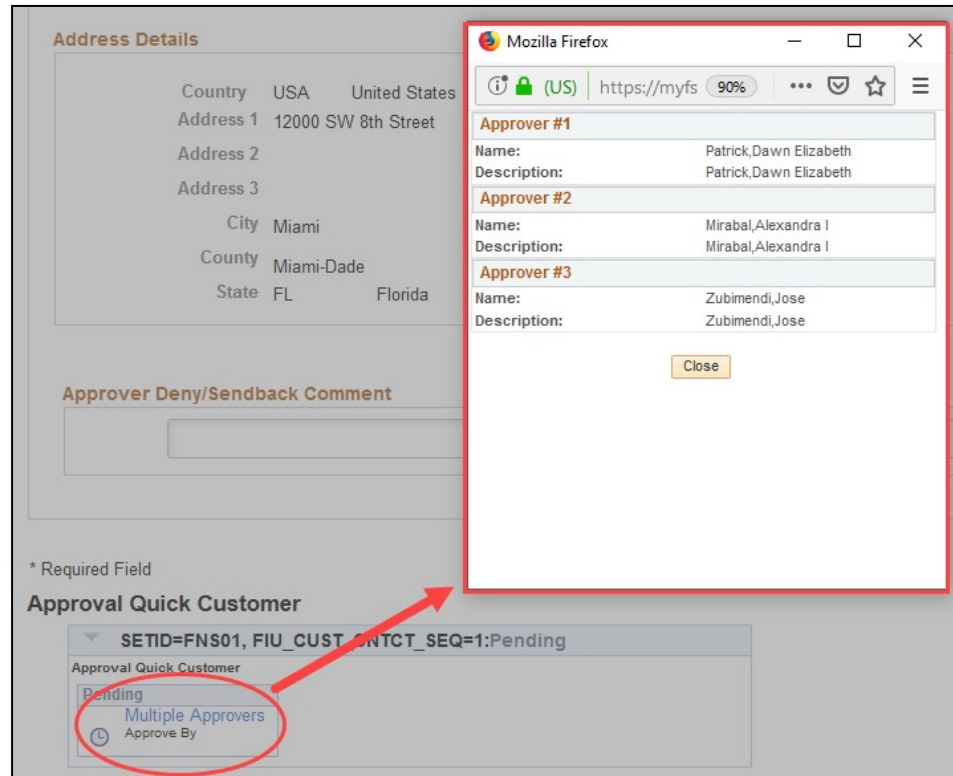 Address Details
Country USA United States
Address 1 12000 SW 8th Street
Address 2
Address 3
City Miami
County Miami-Dade
State FL Florida
Approver Deny/Sendback Comment
* Required Field
Approval Quick Customer
SETID=FNS01, FIU_CUST_CNTCT_SEQ=1:Pending
Approval Quick Customer
Pending
Multiple Approvers
Approve By
Mozilla Firefox
(US) https://myfs 90%
Approver #1
Name: Patrick,Dawn Elizabeth
Description: Patrick,Dawn Elizabeth
Approver #2
Name: Mirabal,Alexandra I
Description: Mirabal,Alexandra I
Approver #3
Name: Zubimendi,Jose
Description: Zubimendi,Jose
Close